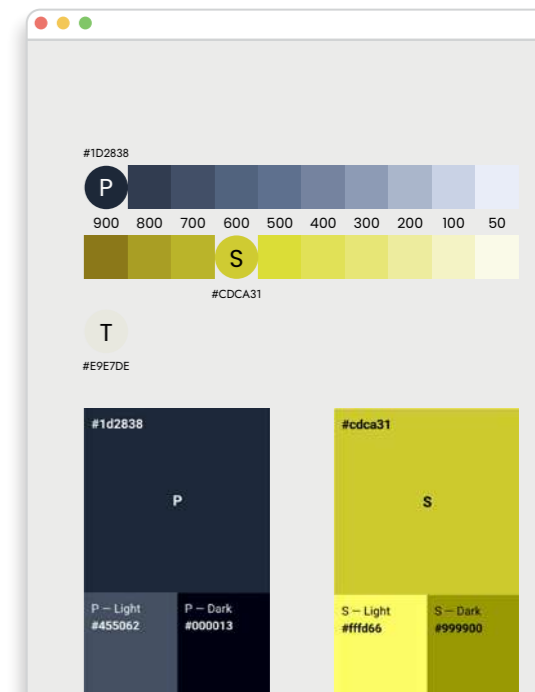 #1D2838
P
900 800 700 600 500 400 300 200 100 50
S
#CDCA31
T
#E9E7DE
#1d2838
P
P — Light
#455062
P — Dark
#000013
#cdca31
S
S — Light
#fffd66
S — Dark
#999900